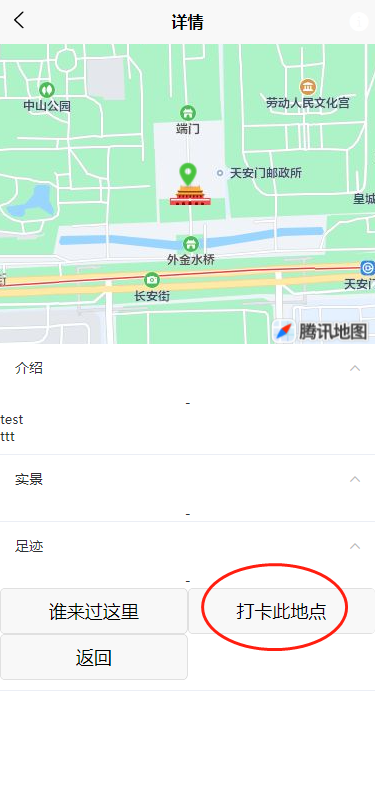 详情
中山公园
劳动人民文化宫
端门
天安门邮政所
皇城
外金水桥
街
天安门
长安街
腾讯地图
介绍
-
test
ttt
实景
-
足迹
-
谁来过这里
打卡此地点
返回